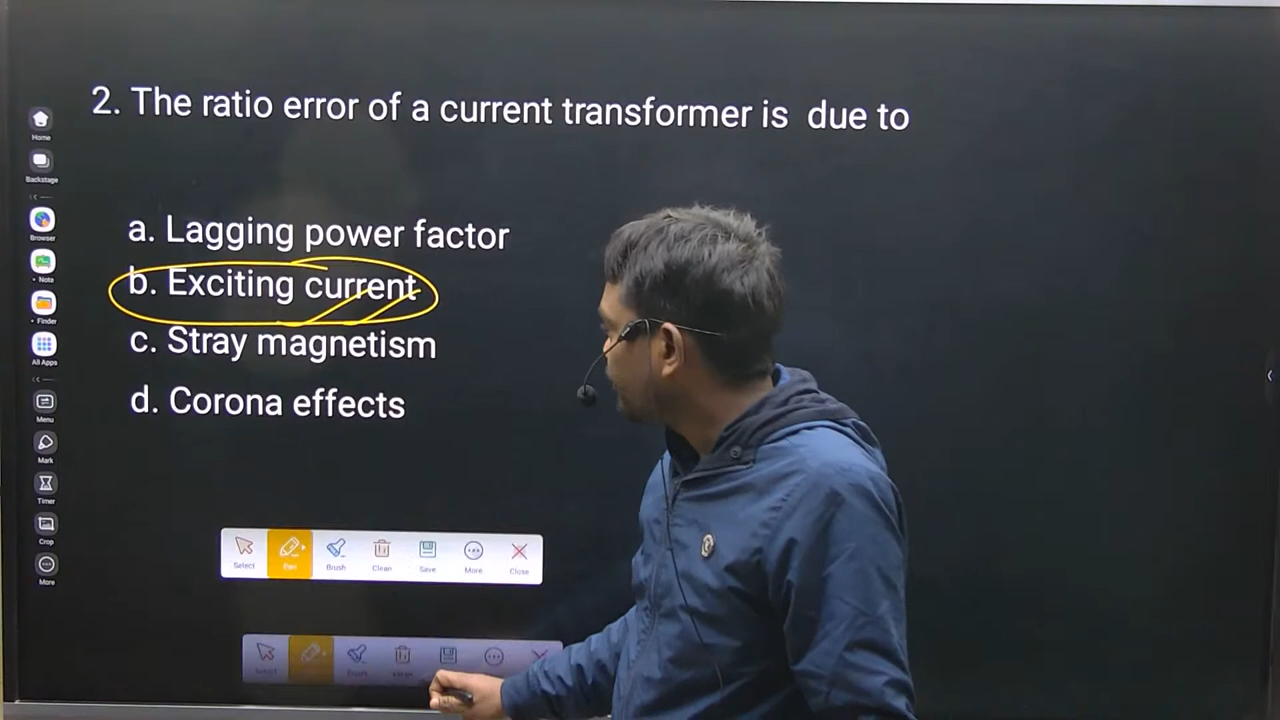 2. The ratio error of a current transformer is due to
a. Lagging power factor
b. Exciting current
c. Stray magnetism
d. Corona effects
Home
Backstage
Browser
Note
Finder
All Apps
Menu
Mark
Timer
Crop
More
Select Pen Brush Clean Save More Close